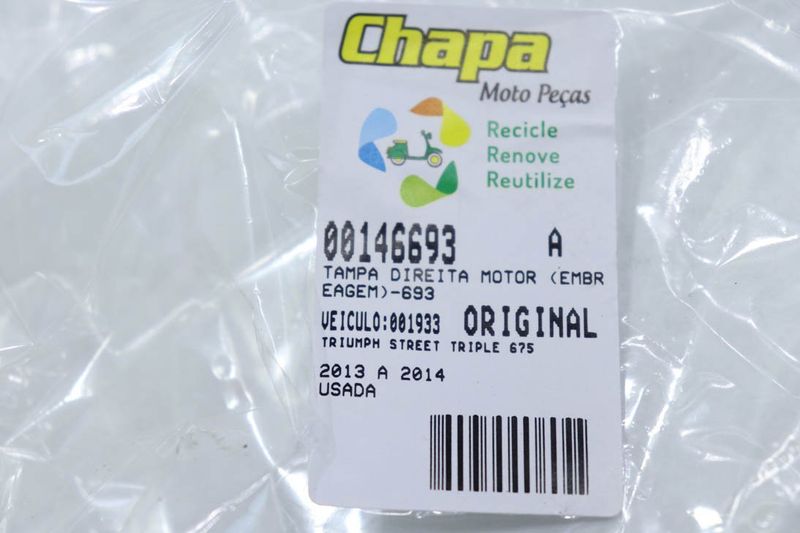 Chapa
Moto Peças
Recicle
Renove
Reutilize
00146693 A
TAMPA DIREITA MOTOR (EMBR
EAGEM)-693
VEICULO:001933 ORIGINAL
TRIUMPH STREET TRIPLE 675
2013 A 2014
USADA